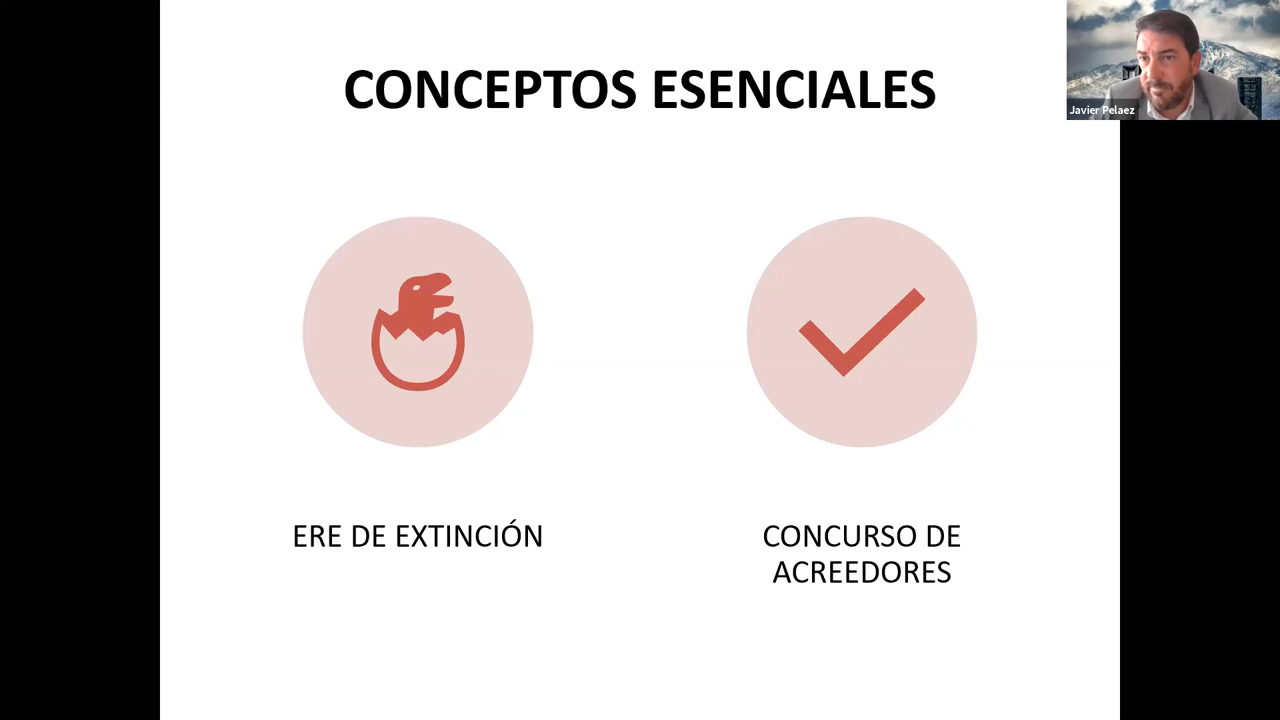 CONCEPTOS ESENCIALES
Javier Pelaez
ERE DE EXTINCIÓN
CONCURSO DE
ACREEDORES